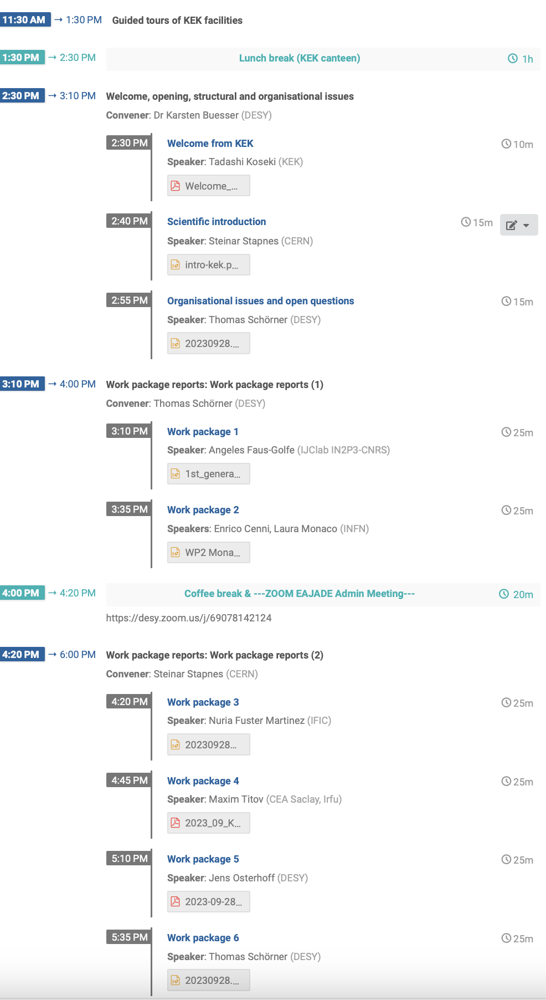 11:30 AM → 1:30 PM Guided tours of KEK facilities
1:30 PM → 2:30 PM Lunch break (KEK canteen) 1h
2:30 PM → 3:10 PM Welcome, opening, structural and organisational issues
Convener: Dr Karsten Buesser (DESY)
2:30 PM Welcome from KEK 10m
Speaker: Tadashi Koseki (KEK)
Welcome_...
2:40 PM Scientific introduction 15m
Speaker: Steinar Stapnes (CERN)
intro-kek.p...
2:55 PM Organisational issues and open questions 15m
Speaker: Thomas Schörner (DESY)
20230928....
3:10 PM → 4:00 PM Work package reports: Work package reports (1)
Convener: Thomas Schörner (DESY)
3:10 PM Work package 1 25m
Speaker: Angeles Faus-Golfe (IJClab IN2P3-CNRS)
1st_genera...
3:35 PM Work package 2 25m
Speakers: Enrico Cenni, Laura Monaco (INFN)
WP2 Mona...
4:00 PM → 4:20 PM Coffee break & ---ZOOM EAJADE Admin Meeting--- 20m
https://desy.zoom.us/j/69078142124
4:20 PM → 6:00 PM Work package reports: Work package reports (2)
Convener: Steinar Stapnes (CERN)
4:20 PM Work package 3 25m
Speaker: Nuria Fuster Martinez (IFIC)
20230928...
4:45 PM Work package 4 25m
Speaker: Maxim Titov (CEA Saclay, Irfu)
2023_09_K...
5:10 PM Work package 5 25m
Speaker: Jens Osterhoff (DESY)
2023-09-28...
5:35 PM Work package 6 25m
Speaker: Thomas Schörner (DESY)
20230928....